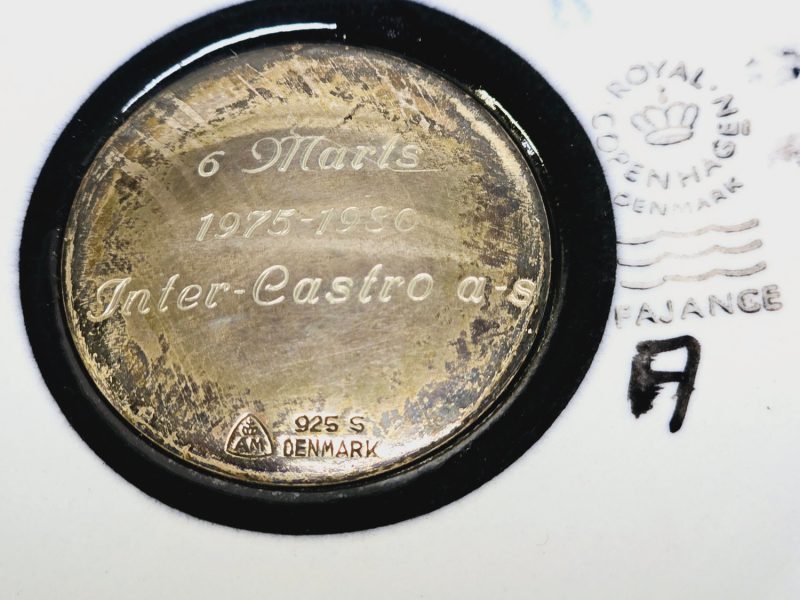 6 Marts
1975-1980
Inter-Castro a-s
AM
925 S
DENMARK
ROYAL
COPENHAGEN
DENMARK
FAJANCE
A